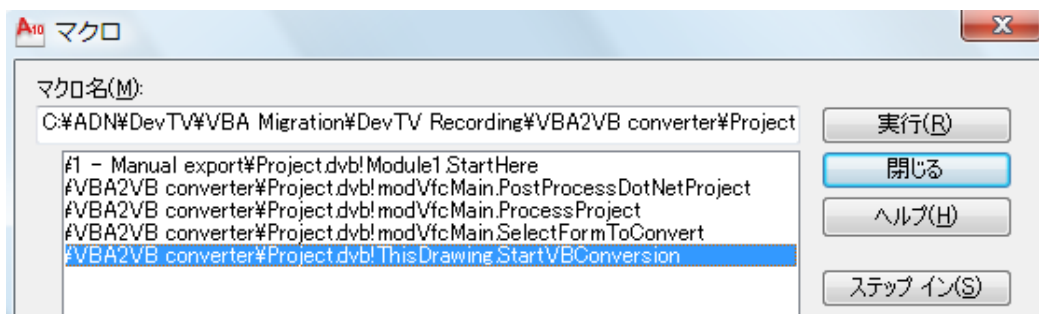 A10 マクロ
マクロ名(M):
C:¥ADN¥DevTV¥VBA Migration¥DevTV Recording¥VBA2VB converter¥Project
実行(R)
¥1 - Manual export¥Project.dvb!Module1.StartHere
¥VBA2VB converter¥Project.dvb!modVfcMain.PostProcessDotNetProject
¥VBA2VB converter¥Project.dvb!modVfcMain.ProcessProject
¥VBA2VB converter¥Project.dvb!modVfcMain.SelectFormToConvert
¥VBA2VB converter¥Project.dvb!ThisDrawing.StartVBConversion
閉じる
ヘルプ(H)
ステップ イン(S)